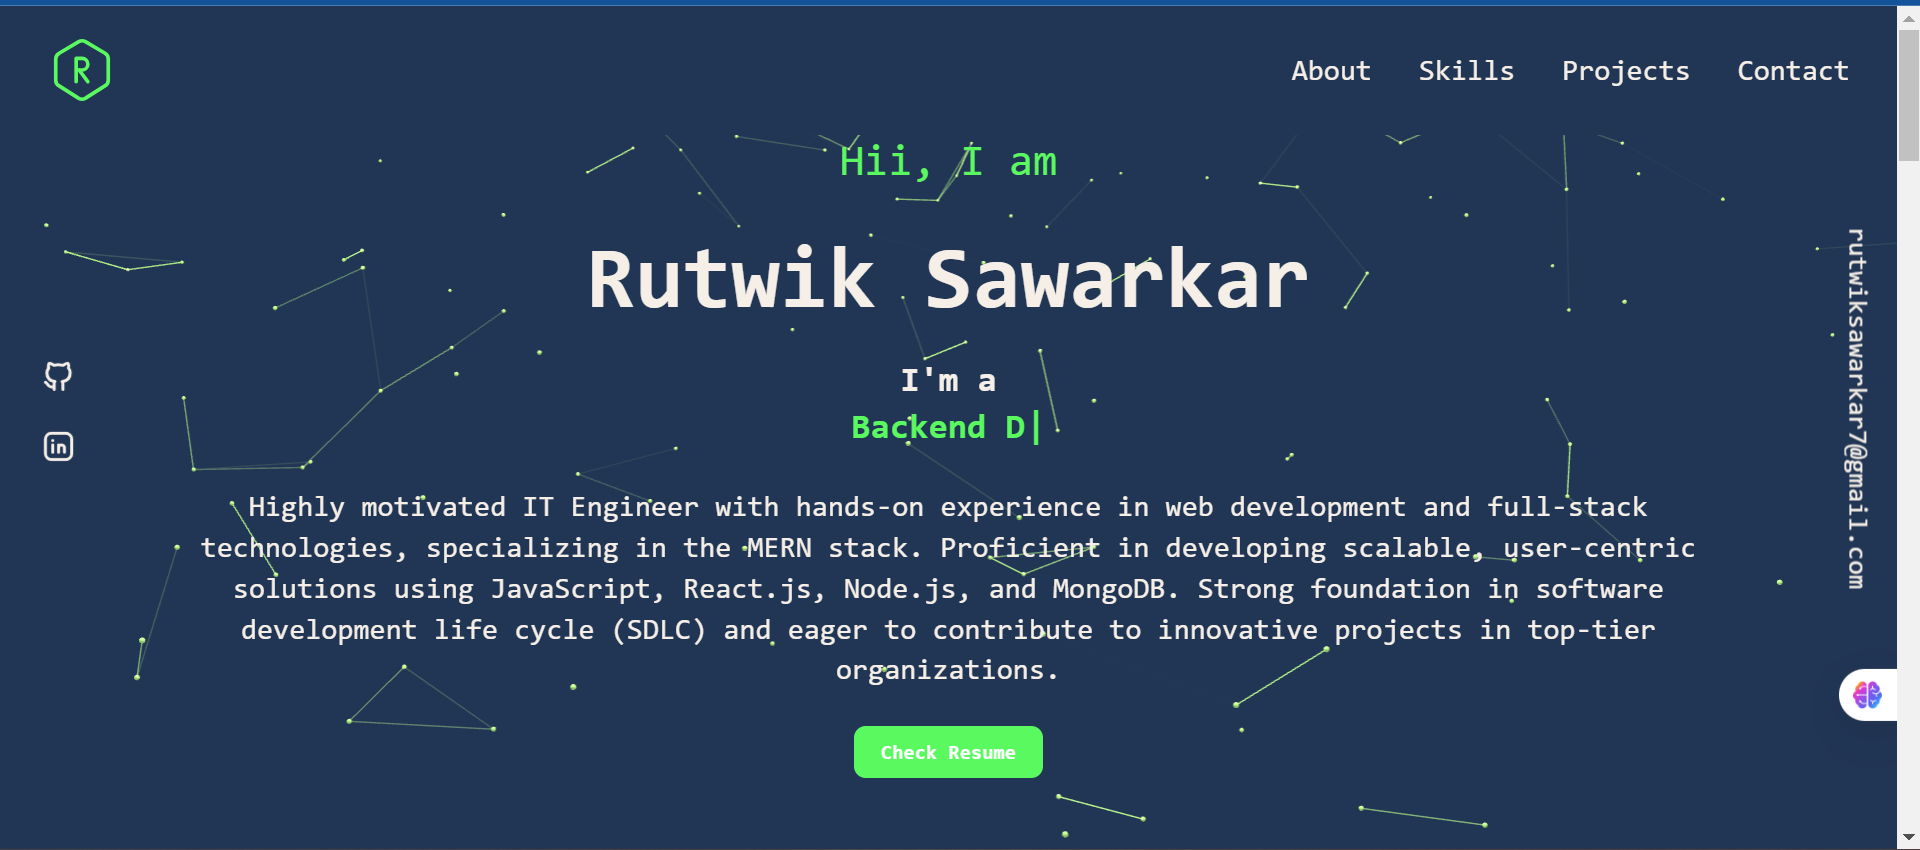 R
About Skills Projects Contact
Hii, I am
Rutwik Sawarkar
I'm a
Backend D|
Highly motivated IT Engineer with hands-on experience in web development and full-stack
technologies, specializing in the MERN stack. Proficient in developing scalable, user-centric
solutions using JavaScript, React.js, Node.js, and MongoDB. Strong foundation in software
development life cycle (SDLC) and eager to contribute to innovative projects in top-tier
organizations.
Check Resume
in
rutwiksawarkar7@gmail.com